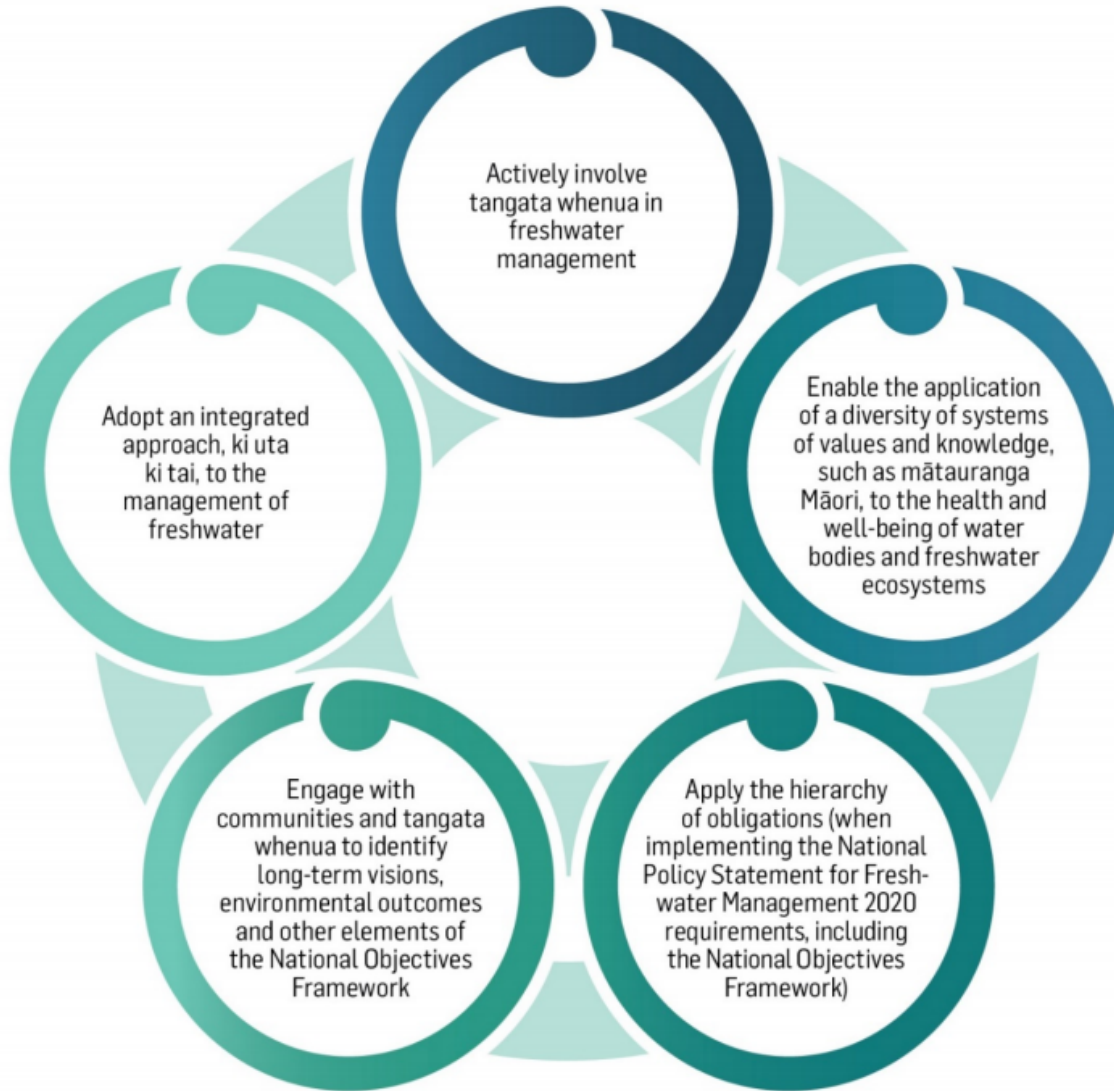 Actively involve
tangata whenua in
freshwater
management
Enable the application
of a diversity of systems
of values and knowledge,
such as mātauranga
Māori, to the health and
well-being of water
bodies and freshwater
ecosystems
Apply the hierarchy
of obligations (when
implementing the National
Policy Statement for Fresh-
water Management 2020
requirements, including
the National Objectives
Framework)
Engage with
communities and tangata
whenua to identify
long-term visions,
environmental outcomes
and other elements of
the National Objectives
Framework
Adopt an integrated
approach, ki uta
ki tai, to the
management of
freshwater